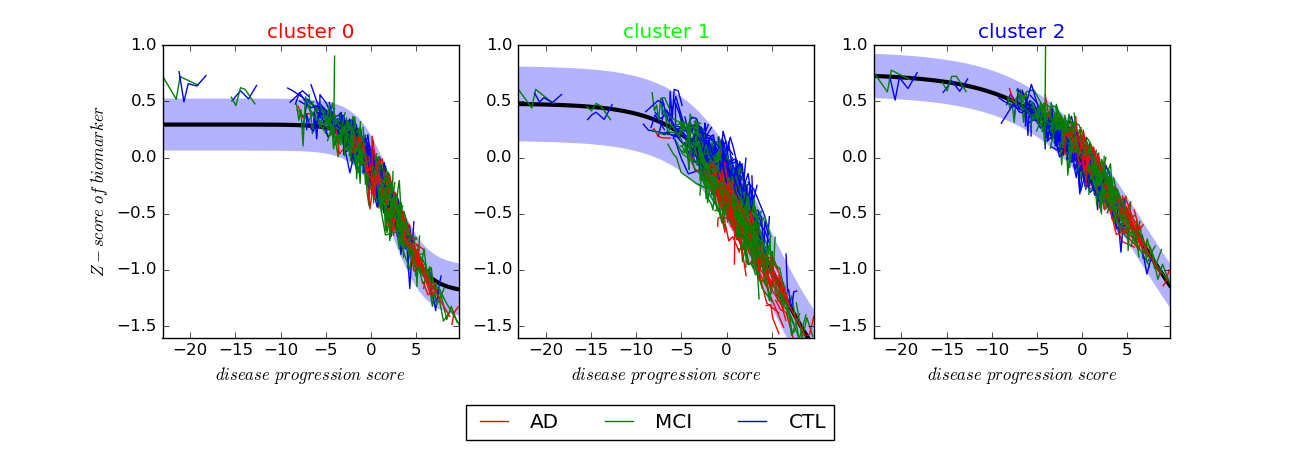 cluster 0
cluster 1
cluster 2
Z − score of biomarker
1.0
0.5
0.0
−0.5
−1.0
−1.5
−20 −15 −10 −5 0 5
disease progression score
1.0
0.5
0.0
−0.5
−1.0
−1.5
−20 −15 −10 −5 0 5
disease progression score
1.0
0.5
0.0
−0.5
−1.0
−1.5
−20 −15 −10 −5 0 5
disease progression score
AD MCI CTL